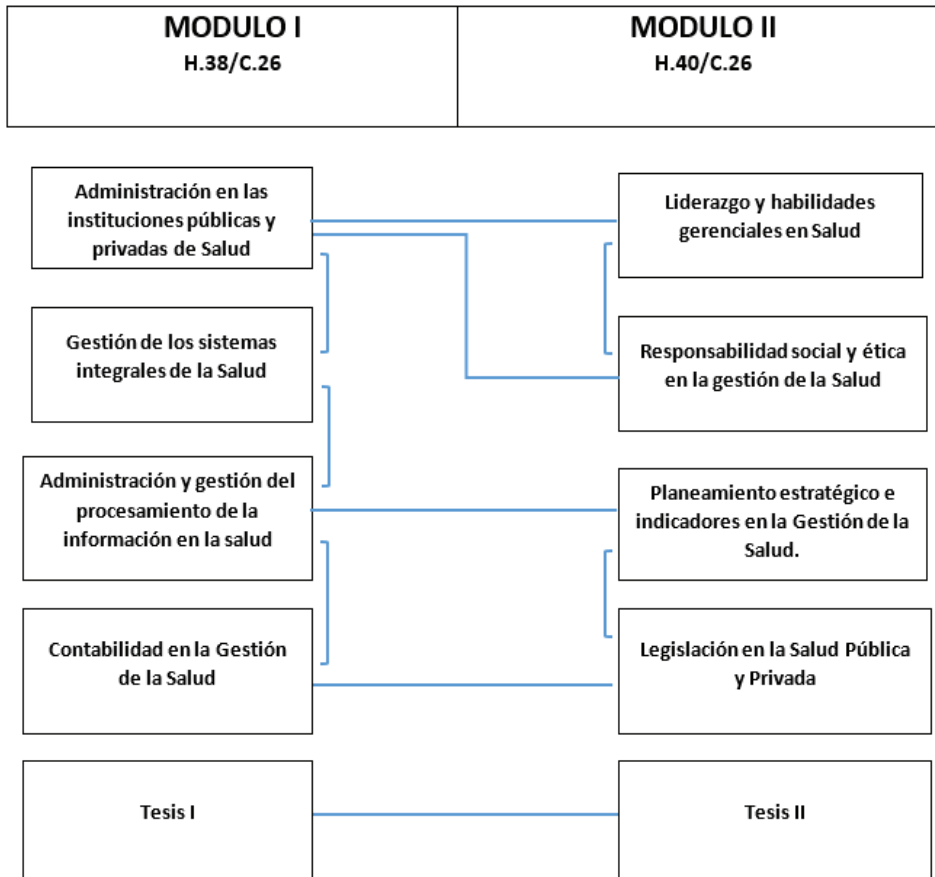 MODULO I
H.38/C.26
MODULO II
H.40/C.26
Administración en las
instituciones públicas y
privadas de Salud
Liderazgo y habilidades
gerenciales en Salud
Gestión de los sistemas
integrales de la Salud
Responsabilidad social y ética
en la gestión de la Salud
Administración y gestión del
procesamiento de la
información en la salud
Planeamiento estratégico e
indicadores en la Gestión de la
Salud.
Contabilidad en la Gestión
de la Salud
Legislación en la Salud Pública
y Privada
Tesis I
Tesis II